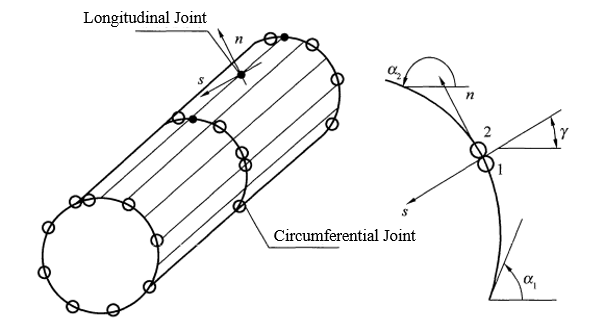 Longitudinal Joint
n
s
α₂
n
2
γ
1
s
Circumferential Joint
α₁